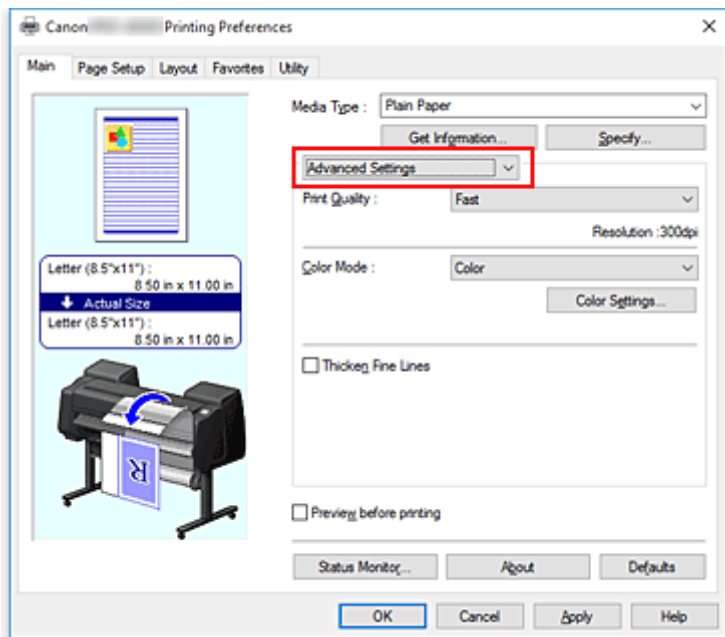 Canon Printing Preferences
Main Page Setup Layout Favorites Utility
Media Type : Plain Paper
Get Information... Specify...
Advanced Settings
Print Quality : Fast
Resolution :300dpi
Letter (8.5"x11") :
8.50 in x 11.00 in
Actual Size
Letter (8.5"x11") :
8.50 in x 11.00 in
Color Mode : Color
Color Settings...
Thicken Fine Lines
R
Preview before printing
Status Monitor... About Defaults
OK Cancel Apply Help